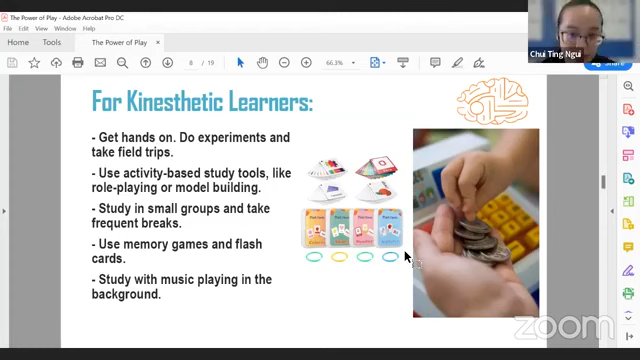 The Power of Play - Adobe Acrobat Pro DC
File Edit View Window Help
Home Tools The Power of Play ×
8 / 19 66.3% Share
Chui Ting Ngui
For Kinesthetic Learners:
- Get hands on. Do experiments and
take field trips.
- Use activity-based study tools, like
role-playing or model building.
- Study in small groups and take
frequent breaks.
- Use memory games and flash
cards.
- Study with music playing in the
background.
zoom